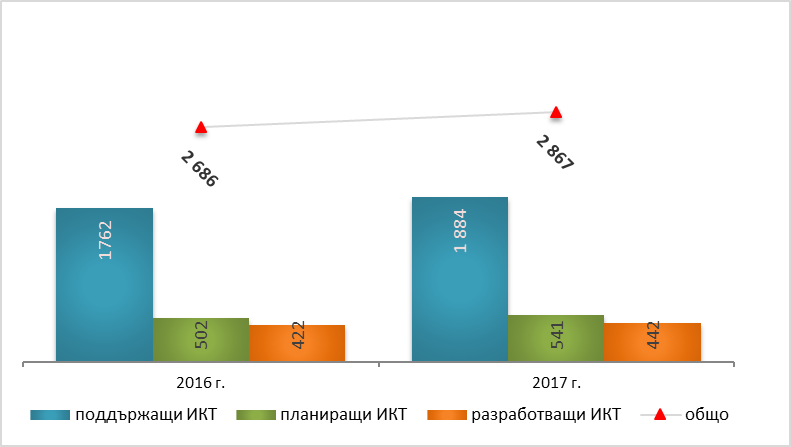 2 686
2 867
1762
502
422
1 884
541
442
2016 г.
2017 г.
поддържащи ИКТ
планиращи ИКТ
разработващи ИКТ
общо